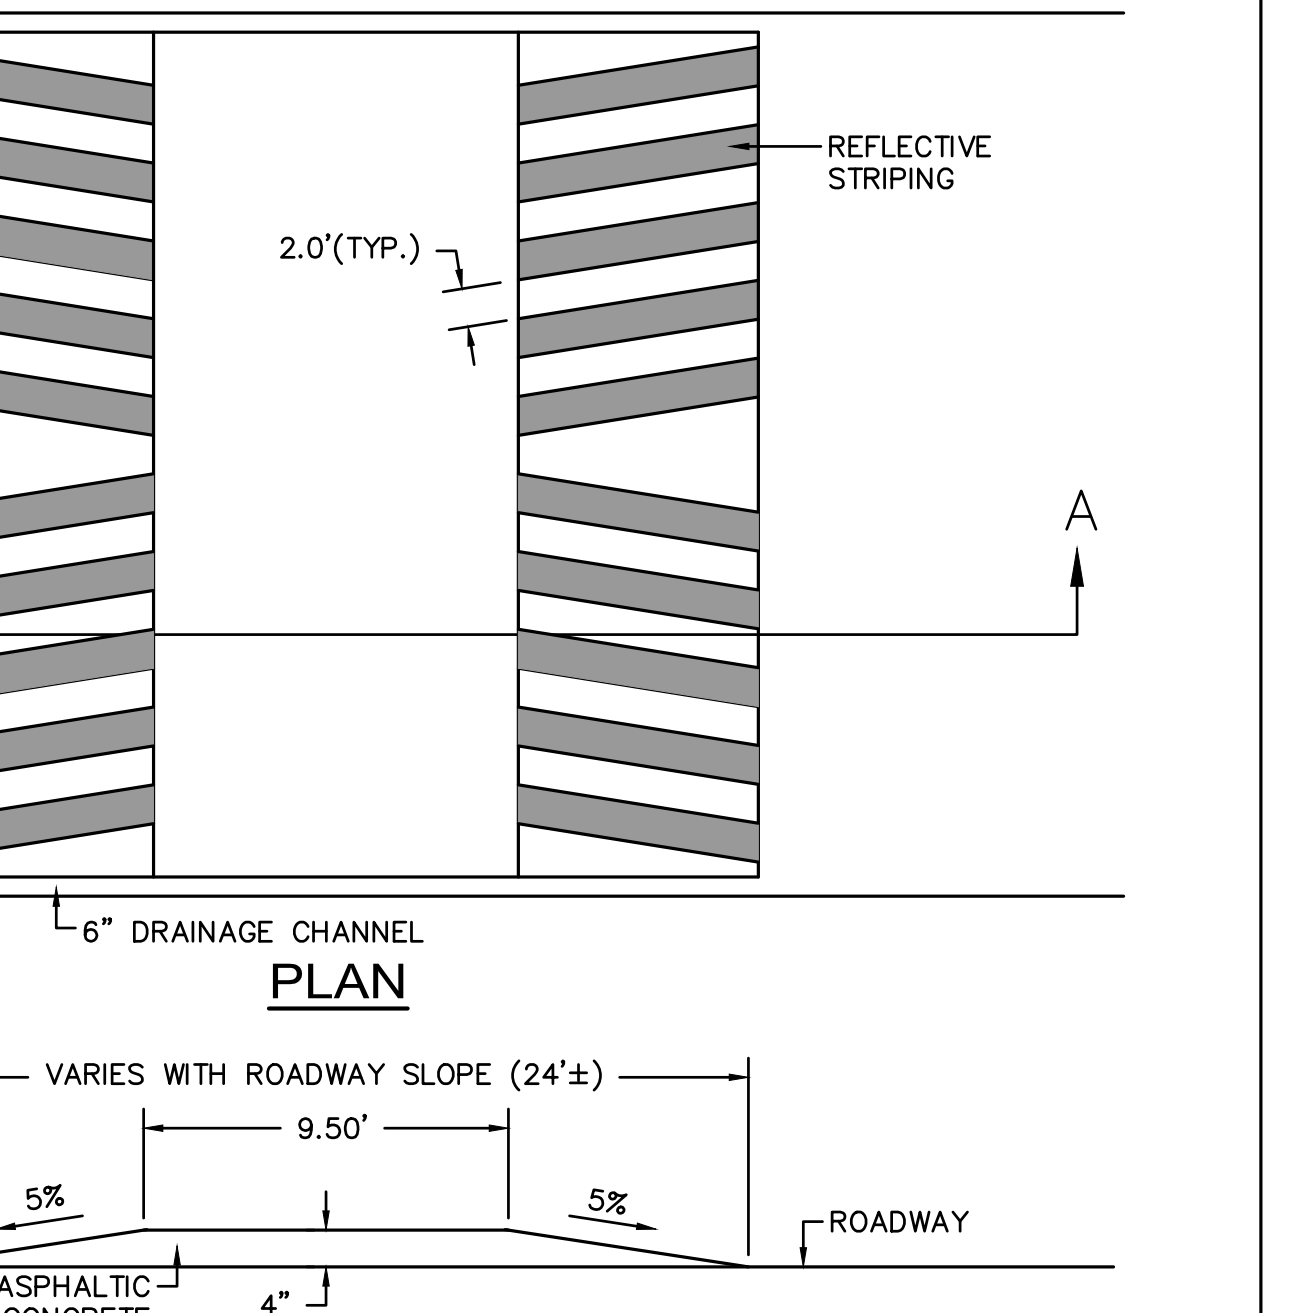 REFLECTIVE
STRIPING
2.0'(TYP.)
A
6” DRAINAGE CHANNEL
PLAN
VARIES WITH ROADWAY SLOPE (24'±)
9.50'
5%
5%
ROADWAY
ASPHALTIC
CONCRETE
4”